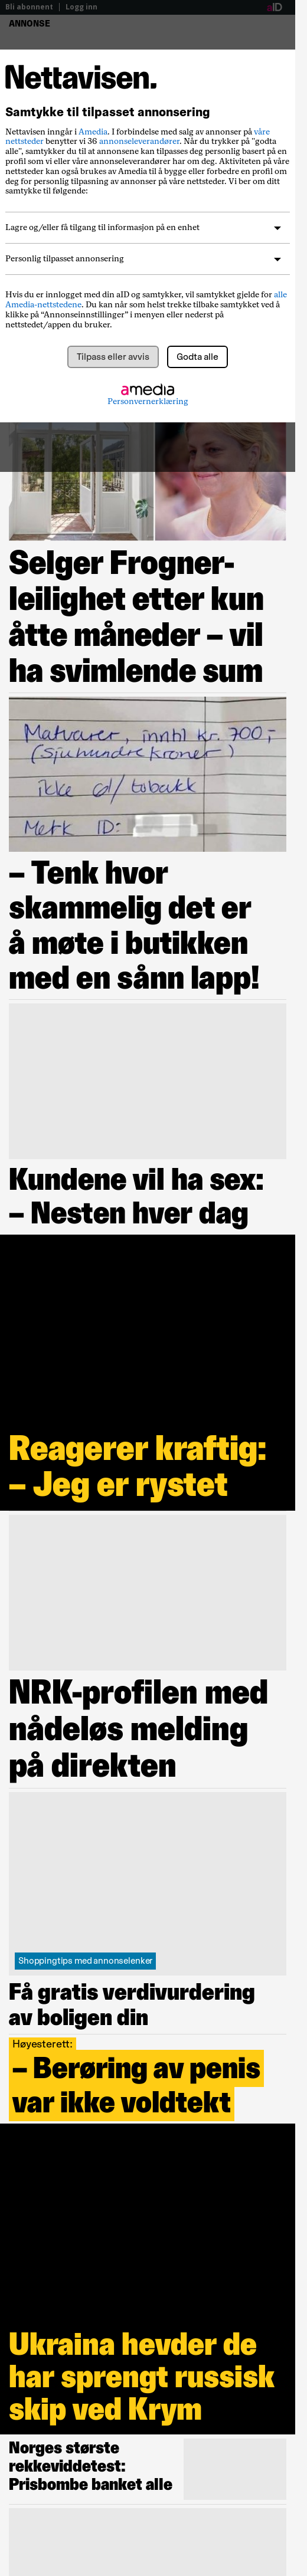 Bli abonnent | Logg inn
aID
ANNONSE
Nettavisen.
Samtykke til tilpasset annonsering
Nettavisen inngår i Amedia. I forbindelse med salg av annonser på våre
nettsteder benytter vi 36 annonseleverandører. Når du trykker på "godta
alle", samtykker du til at annonsene kan tilpasses deg personlig basert på en
profil som vi eller våre annonseleverandører har om deg. Aktiviteten på våre
nettsteder kan også brukes av Amedia til å bygge eller forbedre en profil om
deg for personlig tilpasning av annonser på våre nettsteder. Vi ber om ditt
samtykke til følgende:
Lagre og/eller få tilgang til informasjon på en enhet
Personlig tilpasset annonsering
Hvis du er innlogget med din aID og samtykker, vil samtykket gjelde for alle
Amedia-nettstedene. Du kan når som helst trekke tilbake samtykket ved å
klikke på “Annonseinnstillinger” i menyen eller nederst på
nettstedet/appen du bruker.
Tilpass eller avvis
Godta alle
amedia
Personvernerklæring
Selger Frogner-
leilighet etter kun
åtte måneder – vil
ha svimlende sum
Matvarer, inntil kr. 700,-
(Sjuhundre kroner)
ikke øl/tobakk
Merk ID:
– Tenk hvor
skammelig det er
å møte i butikken
med en sånn lapp!
Kundene vil ha sex:
– Nesten hver dag
Reagerer kraftig:
– Jeg er rystet
NRK-profilen med
nådeløs melding
på direkten
Shoppingtips med annonselenker
Få gratis verdivurdering
av boligen din
Høyesterett:
– Berøring av penis
var ikke voldtekt
Ukraina hevder de
har sprengt russisk
skip ved Krym
Norges største
rekkeviddetest:
Prisbombe banket alle